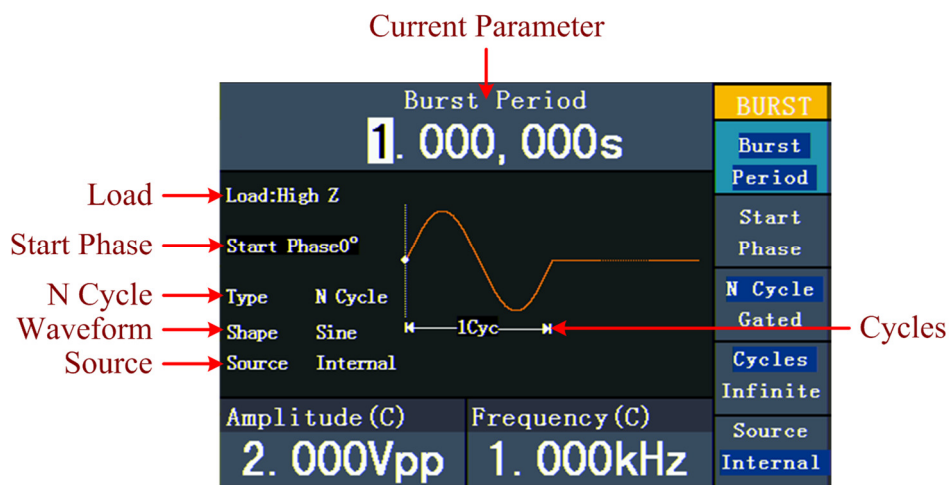 Current Parameter
Burst Period
1.000,000s
BURST
Burst
Period
Start
Phase
N Cycle
Gated
Cycles
Infinite
Source
Internal
Load
Load:High Z
Start Phase
Start Phase0°
N Cycle
Type N Cycle
Waveform
Shape Sine
Source
Source Internal
1Cyc
Cycles
Amplitude(C)
2.000Vpp
Frequency(C)
1.000kHz